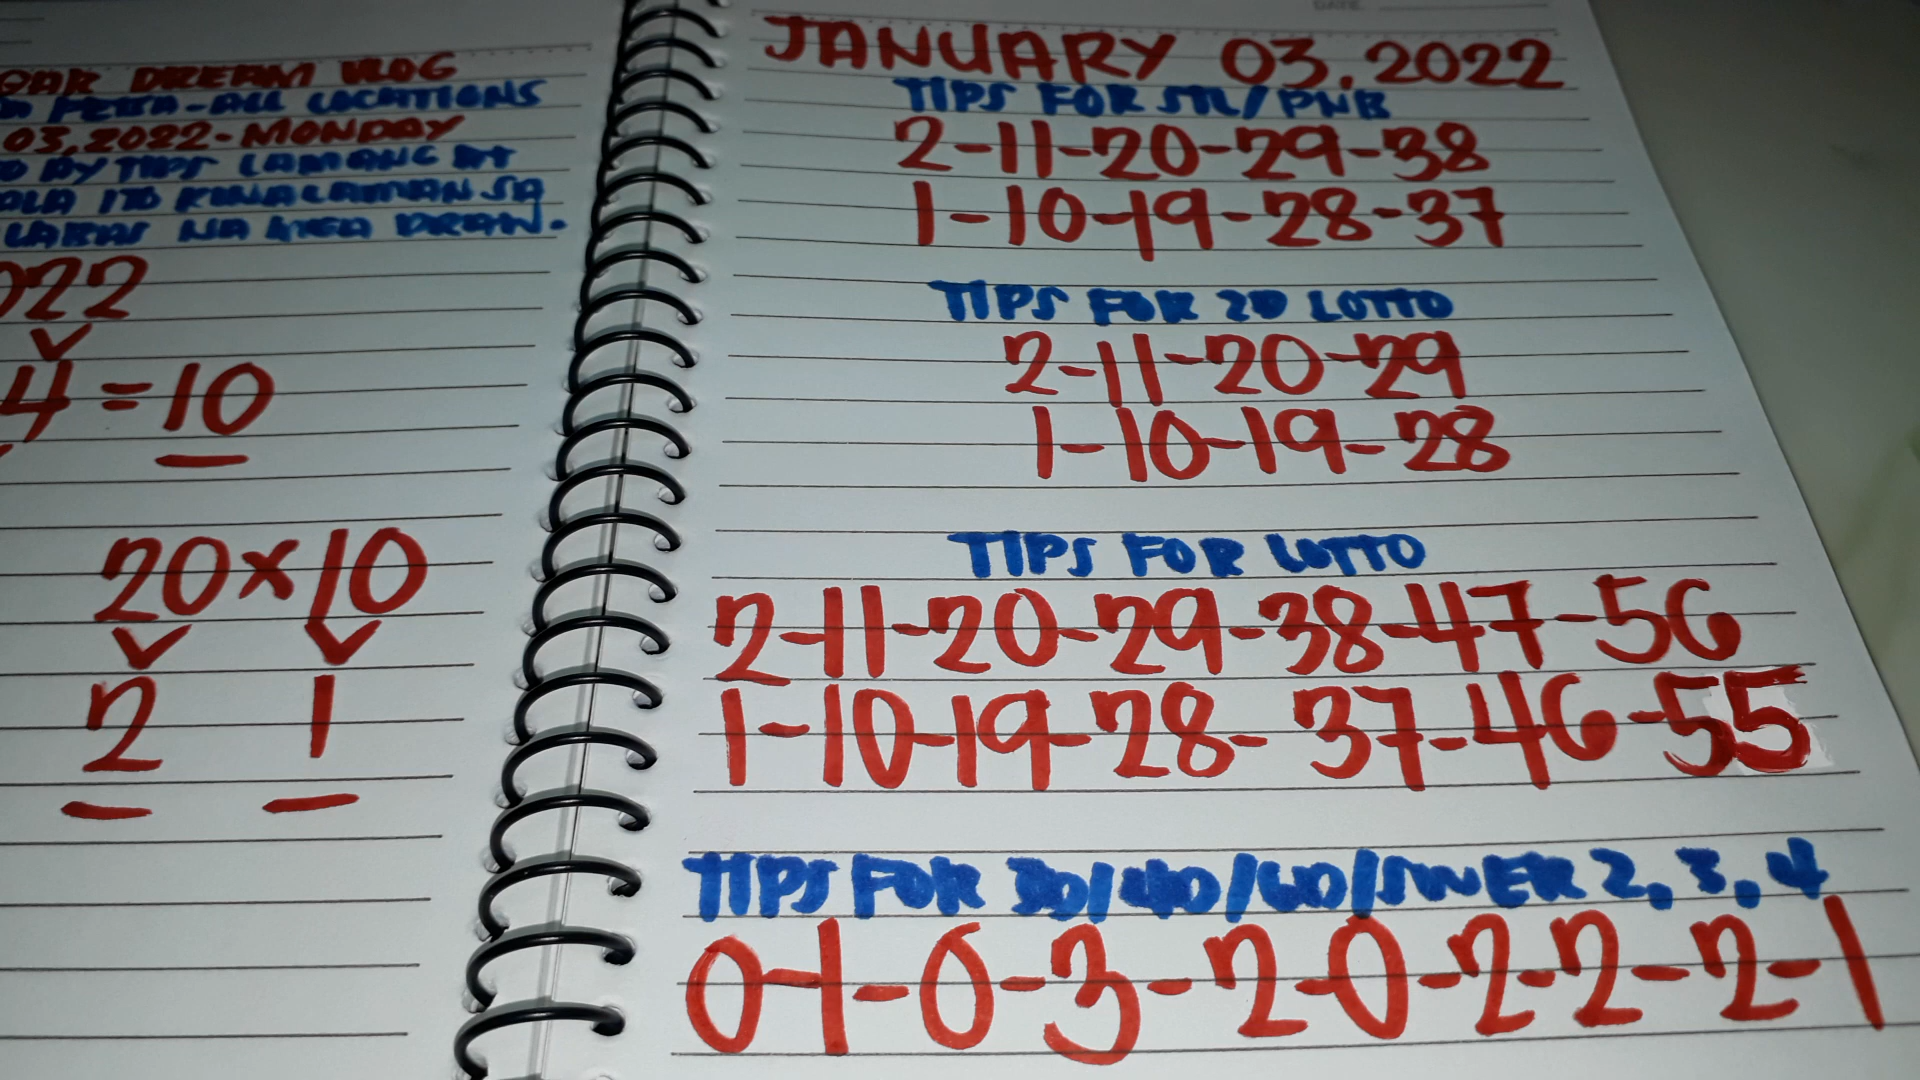 DREAM VLOG
PEBA-ALL LOCATIONS
03,2022-MONDAY
AY TIPS LAMANG AT
ITO KINALAMAN SA
LABAS NA MGA DRAW.
022
4=10
20×10
2 1
DATE
JANUARY 03,2022
TIPS FOR STL/PNB
2-11-20-29-38
1-10-19-28-37
TIPS FOR 2D LOTTO
2-11-20-29
1-10-19-28
TIPS FOR LOTTO
2-11-20-29-38-47-56
1-10-19-28-37-46-55
TIPS FOR 3D/4D/6D/SWER 2,3,4
0-1-0-3-2-0-2-2-2-1